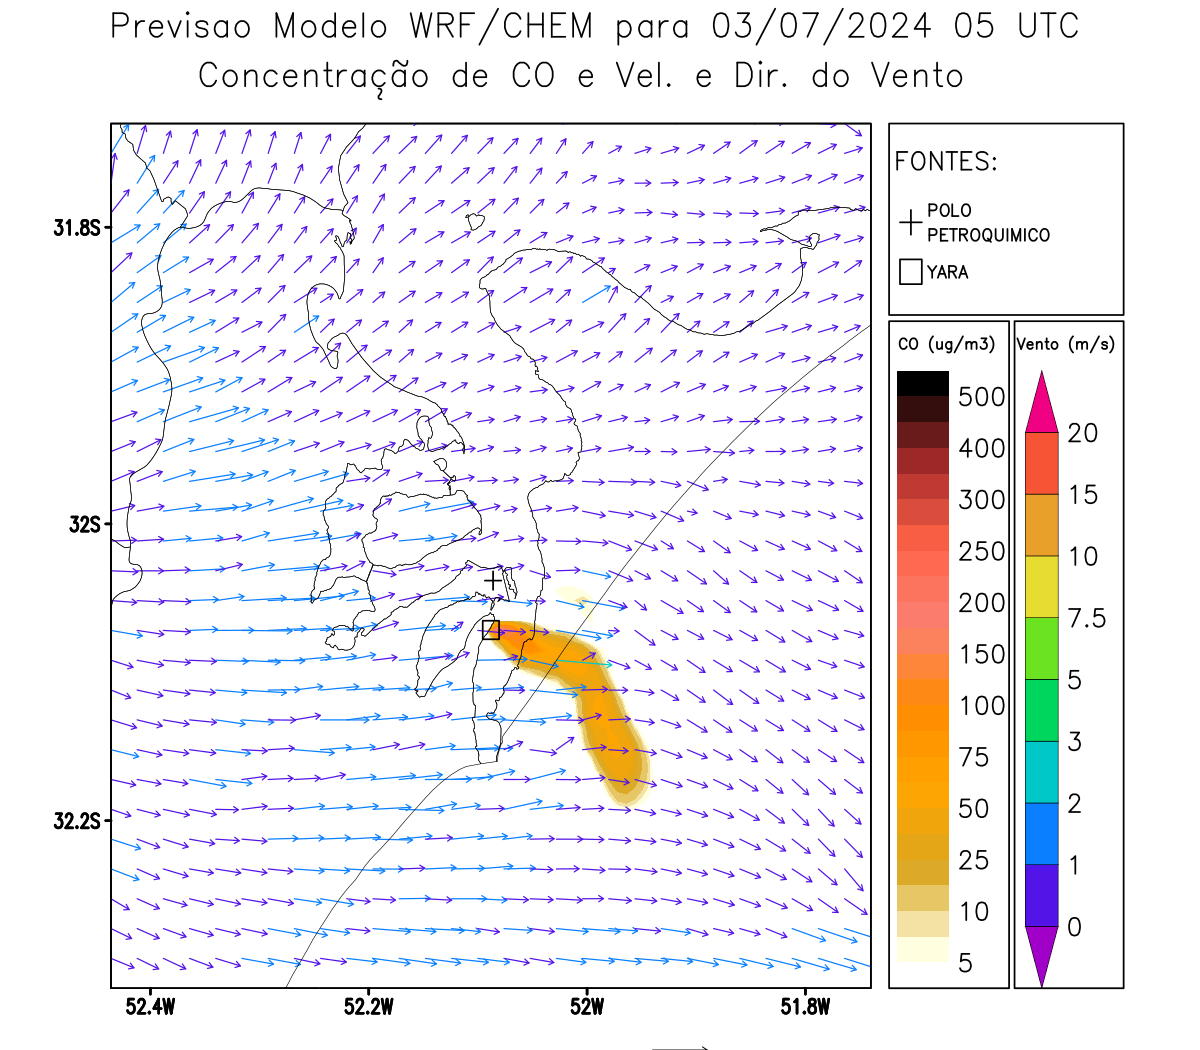 Previsao Modelo WRF/CHEM para 03/07/2024 05 UTC
Concentração de CO e Vel. e Dir. do Vento
FONTES:
POLO
PETROQUIMICO
YARA
CO (ug/m3)
500
400
300
250
200
150
100
75
50
25
10
5
Vento (m/s)
20
15
10
7.5
5
3
2
1
0
31.8S
32S
32.2S
52.4W
52.2W
52W
51.8W